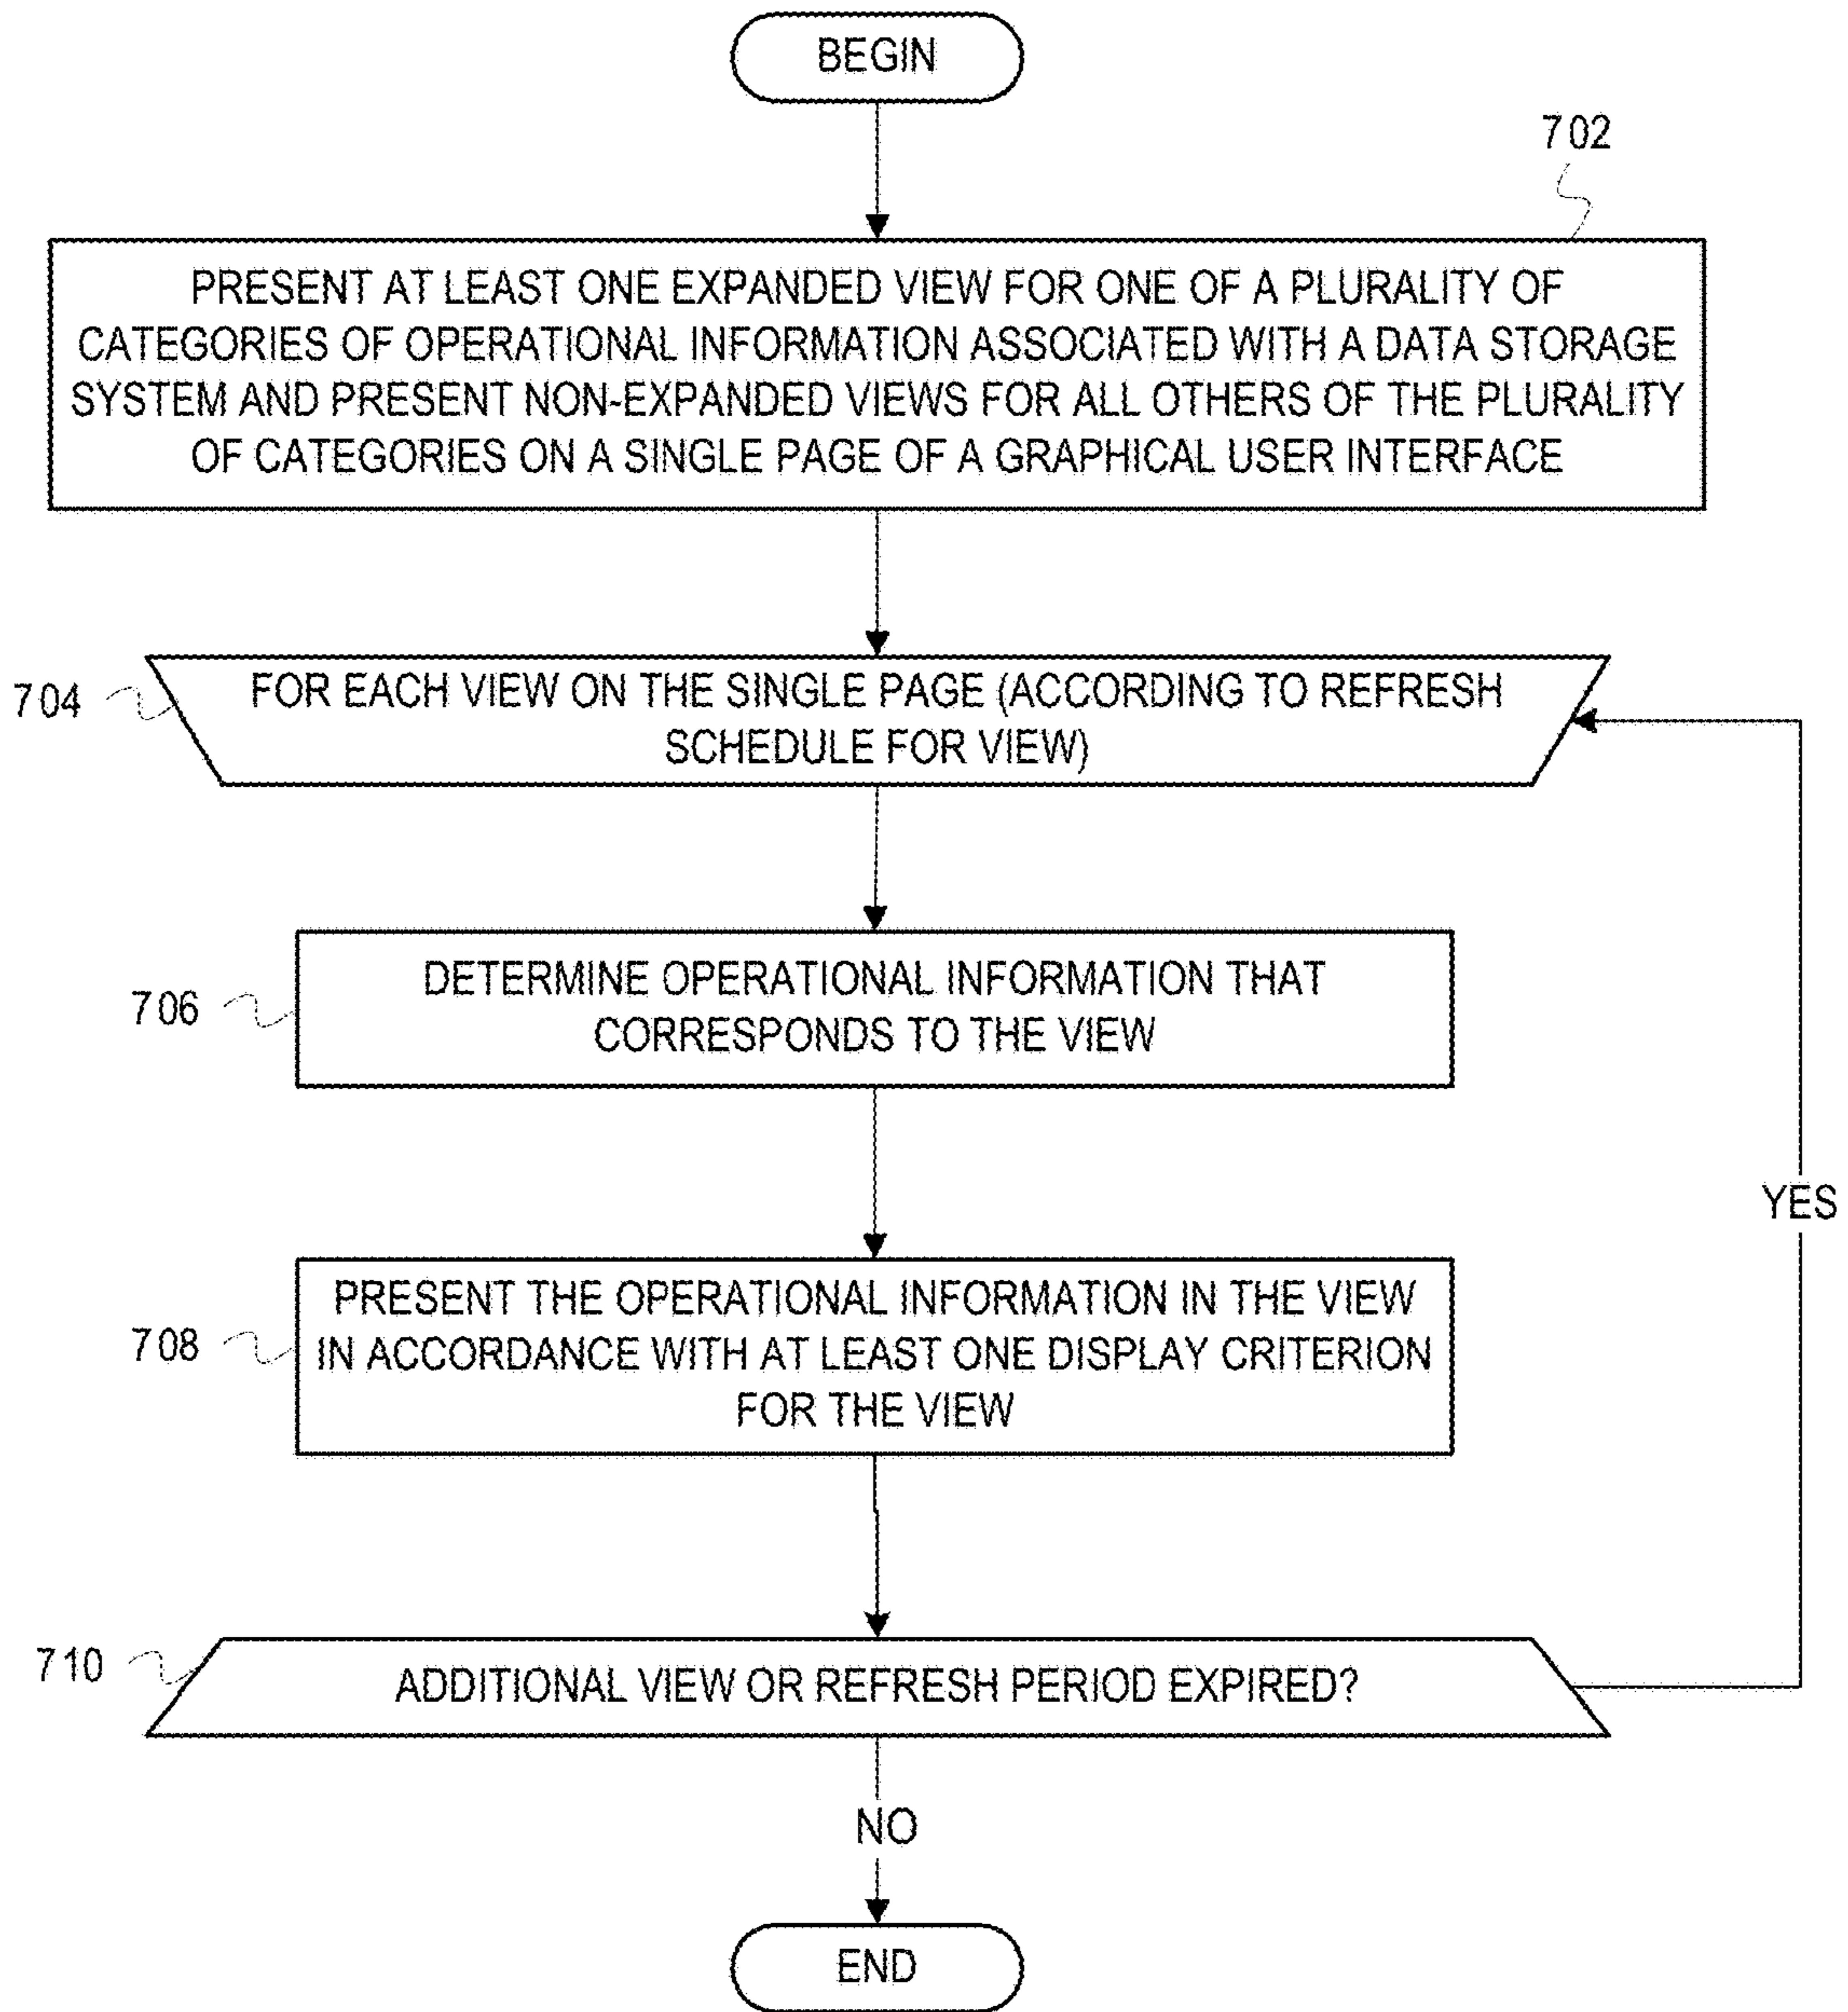 BEGIN
702
PRESENT AT LEAST ONE EXPANDED VIEW FOR ONE OF A PLURALITY OF
CATEGORIES OF OPERATIONAL INFORMATION ASSOCIATED WITH A DATA STORAGE
SYSTEM AND PRESENT NON-EXPANDED VIEWS FOR ALL OTHERS OF THE PLURALITY
OF CATEGORIES ON A SINGLE PAGE OF A GRAPHICAL USER INTERFACE
704
FOR EACH VIEW ON THE SINGLE PAGE (ACCORDING TO REFRESH
SCHEDULE FOR VIEW)
706
DETERMINE OPERATIONAL INFORMATION THAT
CORRESPONDS TO THE VIEW
YES
708
PRESENT THE OPERATIONAL INFORMATION IN THE VIEW
IN ACCORDANCE WITH AT LEAST ONE DISPLAY CRITERION
FOR THE VIEW
710
ADDITIONAL VIEW OR REFRESH PERIOD EXPIRED?
NO
END